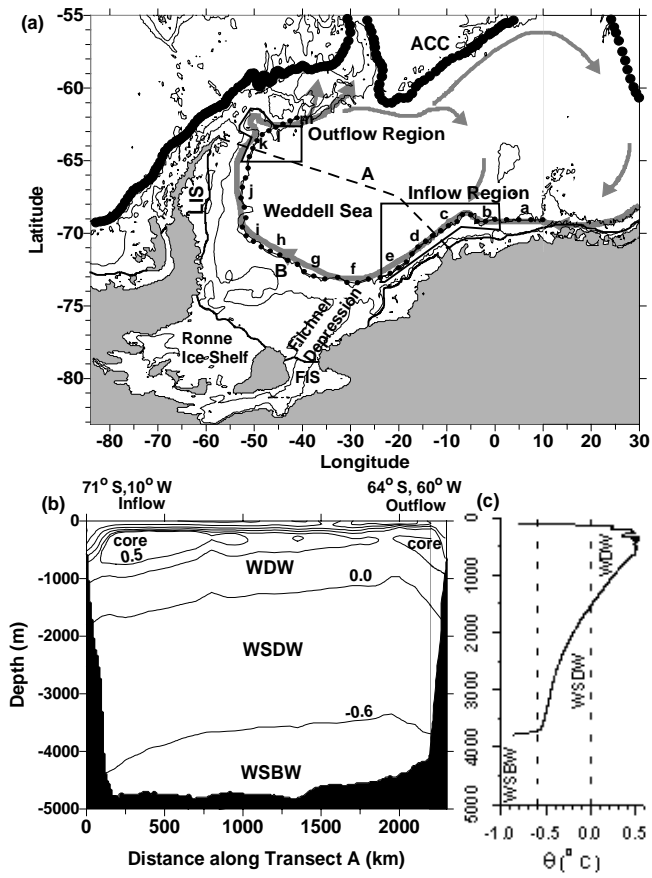 (a)
-55
-60
-65
-70
-75
-80
Latitude
ACC
Outflow Region
A
Inflow Region
LIS
Weddell Sea
m
l
k
j
i
h
g
f
e
d
c
b
a
B
Filchner
Depression
Ronne
Ice Shelf
FIS
-80 -70 -60 -50 -40 -30 -20 -10 0 10 20 30
Longitude
(b)
71° S,10° W
Inflow
64° S, 60° W
Outflow
0
-1000
-2000
-3000
-4000
-5000
Depth (m)
core
0.5
core
WDW
0.0
WSDW
-0.6
WSBW
0 500 1000 1500 2000
Distance along Transect A (km)
(c)
0
1000
2000
3000
4000
5000
WDW
WSDW
WSBW
-1.0 -0.5 0.0 0.5
θ (° C)